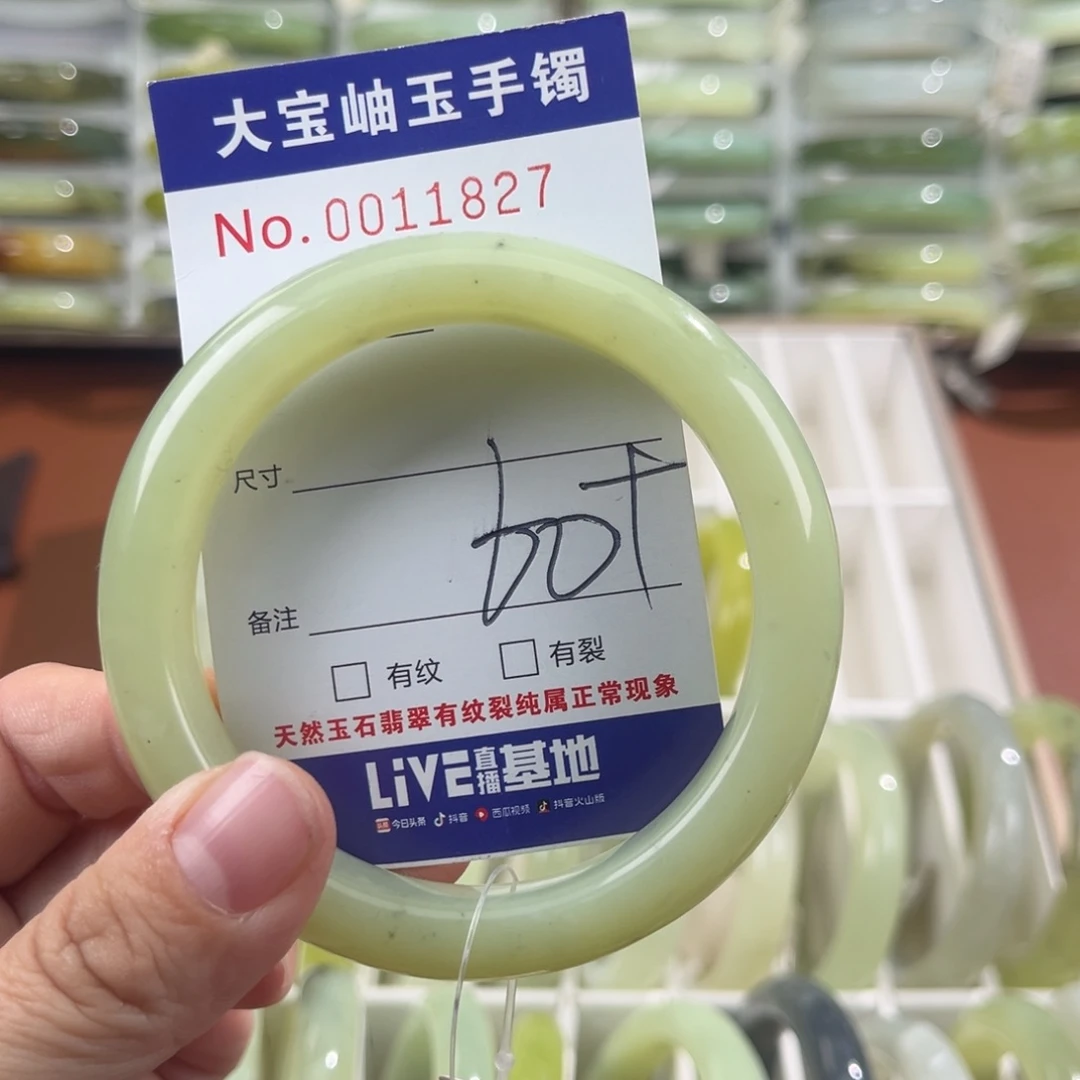 大宝岫玉手镯
No. 0011827
尺寸
备注
有纹 有裂
天然玉石翡翠有纹裂纯属正常现象
LiVE直播基地
今日头条 抖音 西瓜视频 抖音火山版